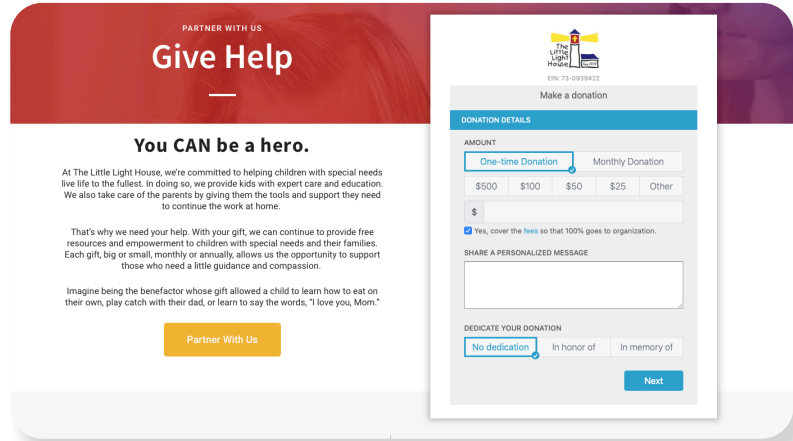 PARTNER WITH US
Give Help
You CAN be a hero.
At The Little Light House, we're committed to helping children with special needs
live life to the fullest. In doing so, we provide kids with expert care and education.
We also take care of the parents by giving them the tools and support they need
to continue the work at home.
That's why we need your help. With your gift, we can continue to provide free
resources and empowerment to children with special needs and their families.
Each gift, big or small, monthly or annually, allows us the opportunity to support
those who need a little guidance and compassion.
Imagine being the benefactor whose gift allowed a child to learn how to eat on
their own, play catch with their dad, or learn to say the words, "I love you, Mom."
Partner With Us
The
Little
Light
House
EIN: 73-0939422
Make a donation
DONATION DETAILS
AMOUNT
One-time Donation Monthly Donation
$500 $100 $50 $25 Other
$
Yes, cover the fees so that 100% goes to organization.
SHARE A PERSONALIZED MESSAGE
DEDICATE YOUR DONATION
No dedication In honor of In memory of
Next